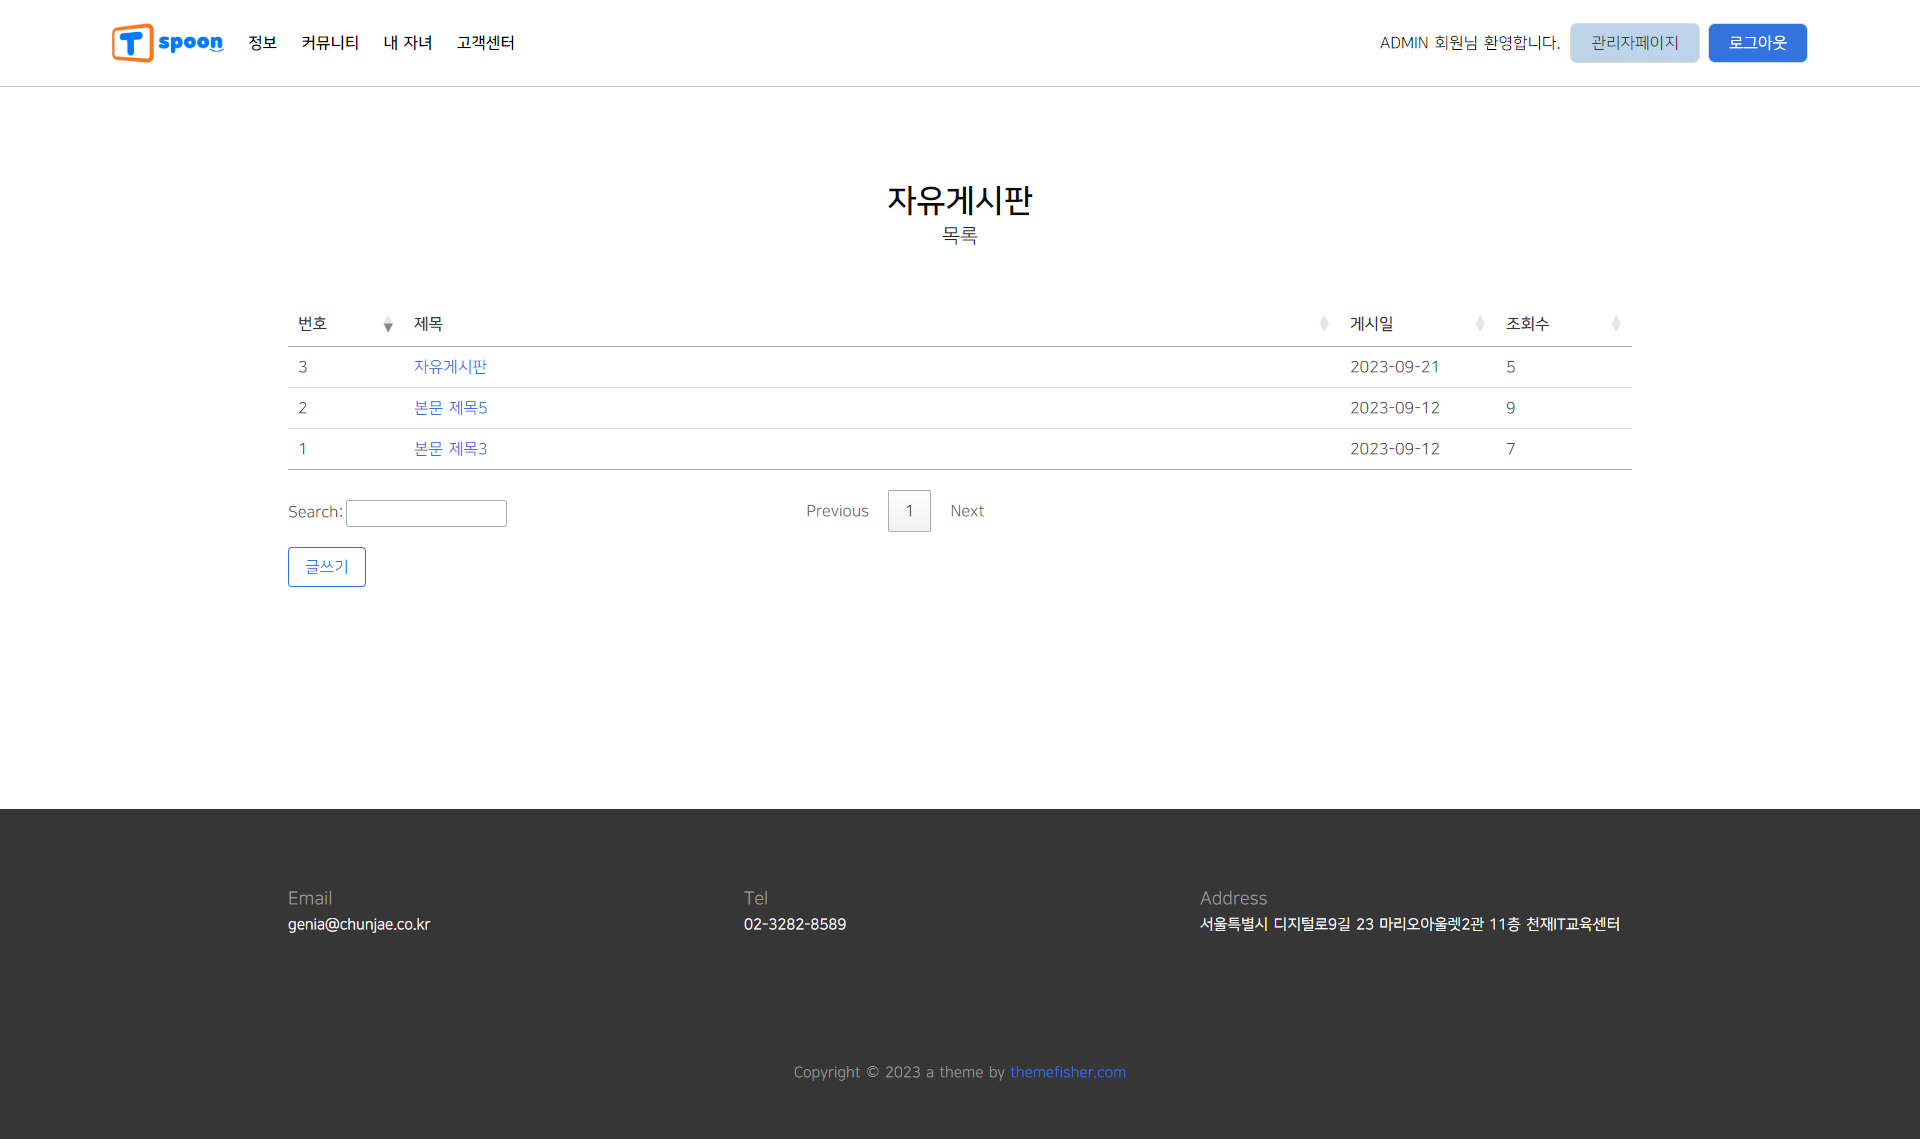 T spoon 정보 커뮤니티 내 자녀 고객센터 ADMIN 회원님 환영합니다. 관리자페이지 로그아웃
자유게시판
목록
번호 제목 게시일 조회수
3 자유게시판 2023-09-21 5
2 본문 제목5 2023-09-12 9
1 본문 제목3 2023-09-12 7
Search: Previous 1 Next
글쓰기
Email Tel Address
genia@chunjae.co.kr 02-3282-8589 서울특별시 디지털로9길 23 마리오아울렛2관 11층 천재IT교육센터
Copyright © 2023 a theme by themefisher.com